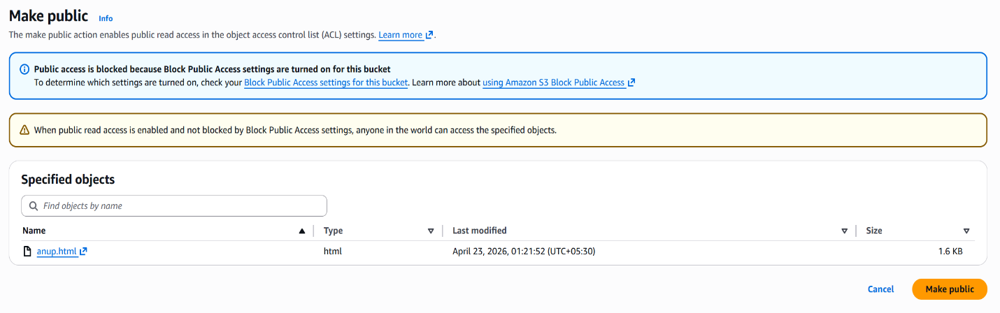 Make public Info
The make public action enables public read access in the object access control list (ACL) settings. Learn more.
Public access is blocked because Block Public Access settings are turned on for this bucket
To determine which settings are turned on, check your Block Public Access settings for this bucket. Learn more about using Amazon S3 Block Public Access
When public read access is enabled and not blocked by Block Public Access settings, anyone in the world can access the specified objects.
Specified objects
Find objects by name
Name Type Last modified Size
anup.html html April 23, 2026, 01:21:52 (UTC+05:30) 1.6 KB
Cancel Make public